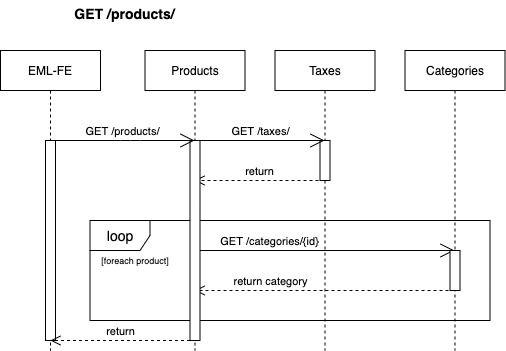 GET /products/
EML-FE
Products
Taxes
Categories
GET /products/
GET /taxes/
return
loop
GET /categories/{id}
[foreach product]
return category
return